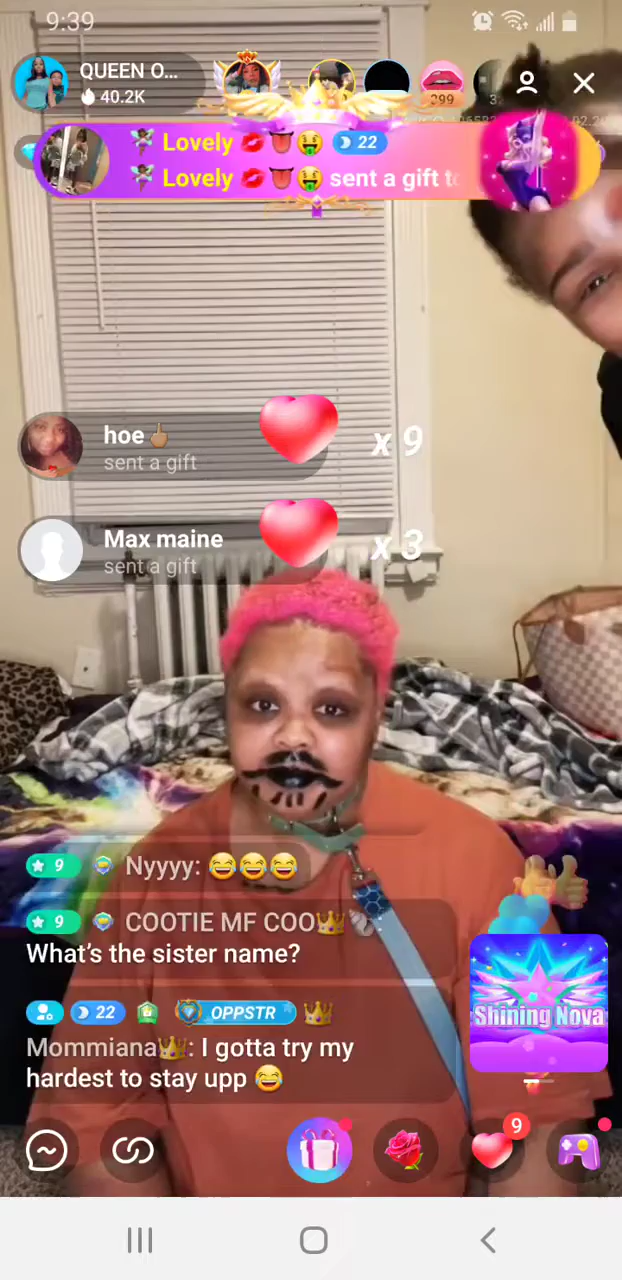 9:39
QUEEN O...
40.2K
299
Lovely 💋👅🤑 22
Lovely 💋👅🤑 sent a gift to
hoe🖕🏽
sent a gift
x 9
Max maine
sent a gift
x 3
9 Nyyyy: 😂😂😂
9 COOTIE MF COO👑🐚:
What's the sister name?
22 OPPSTR 👑
Mommiana👑: I gotta try my
hardest to stay upp 😂
Shining Nova
9